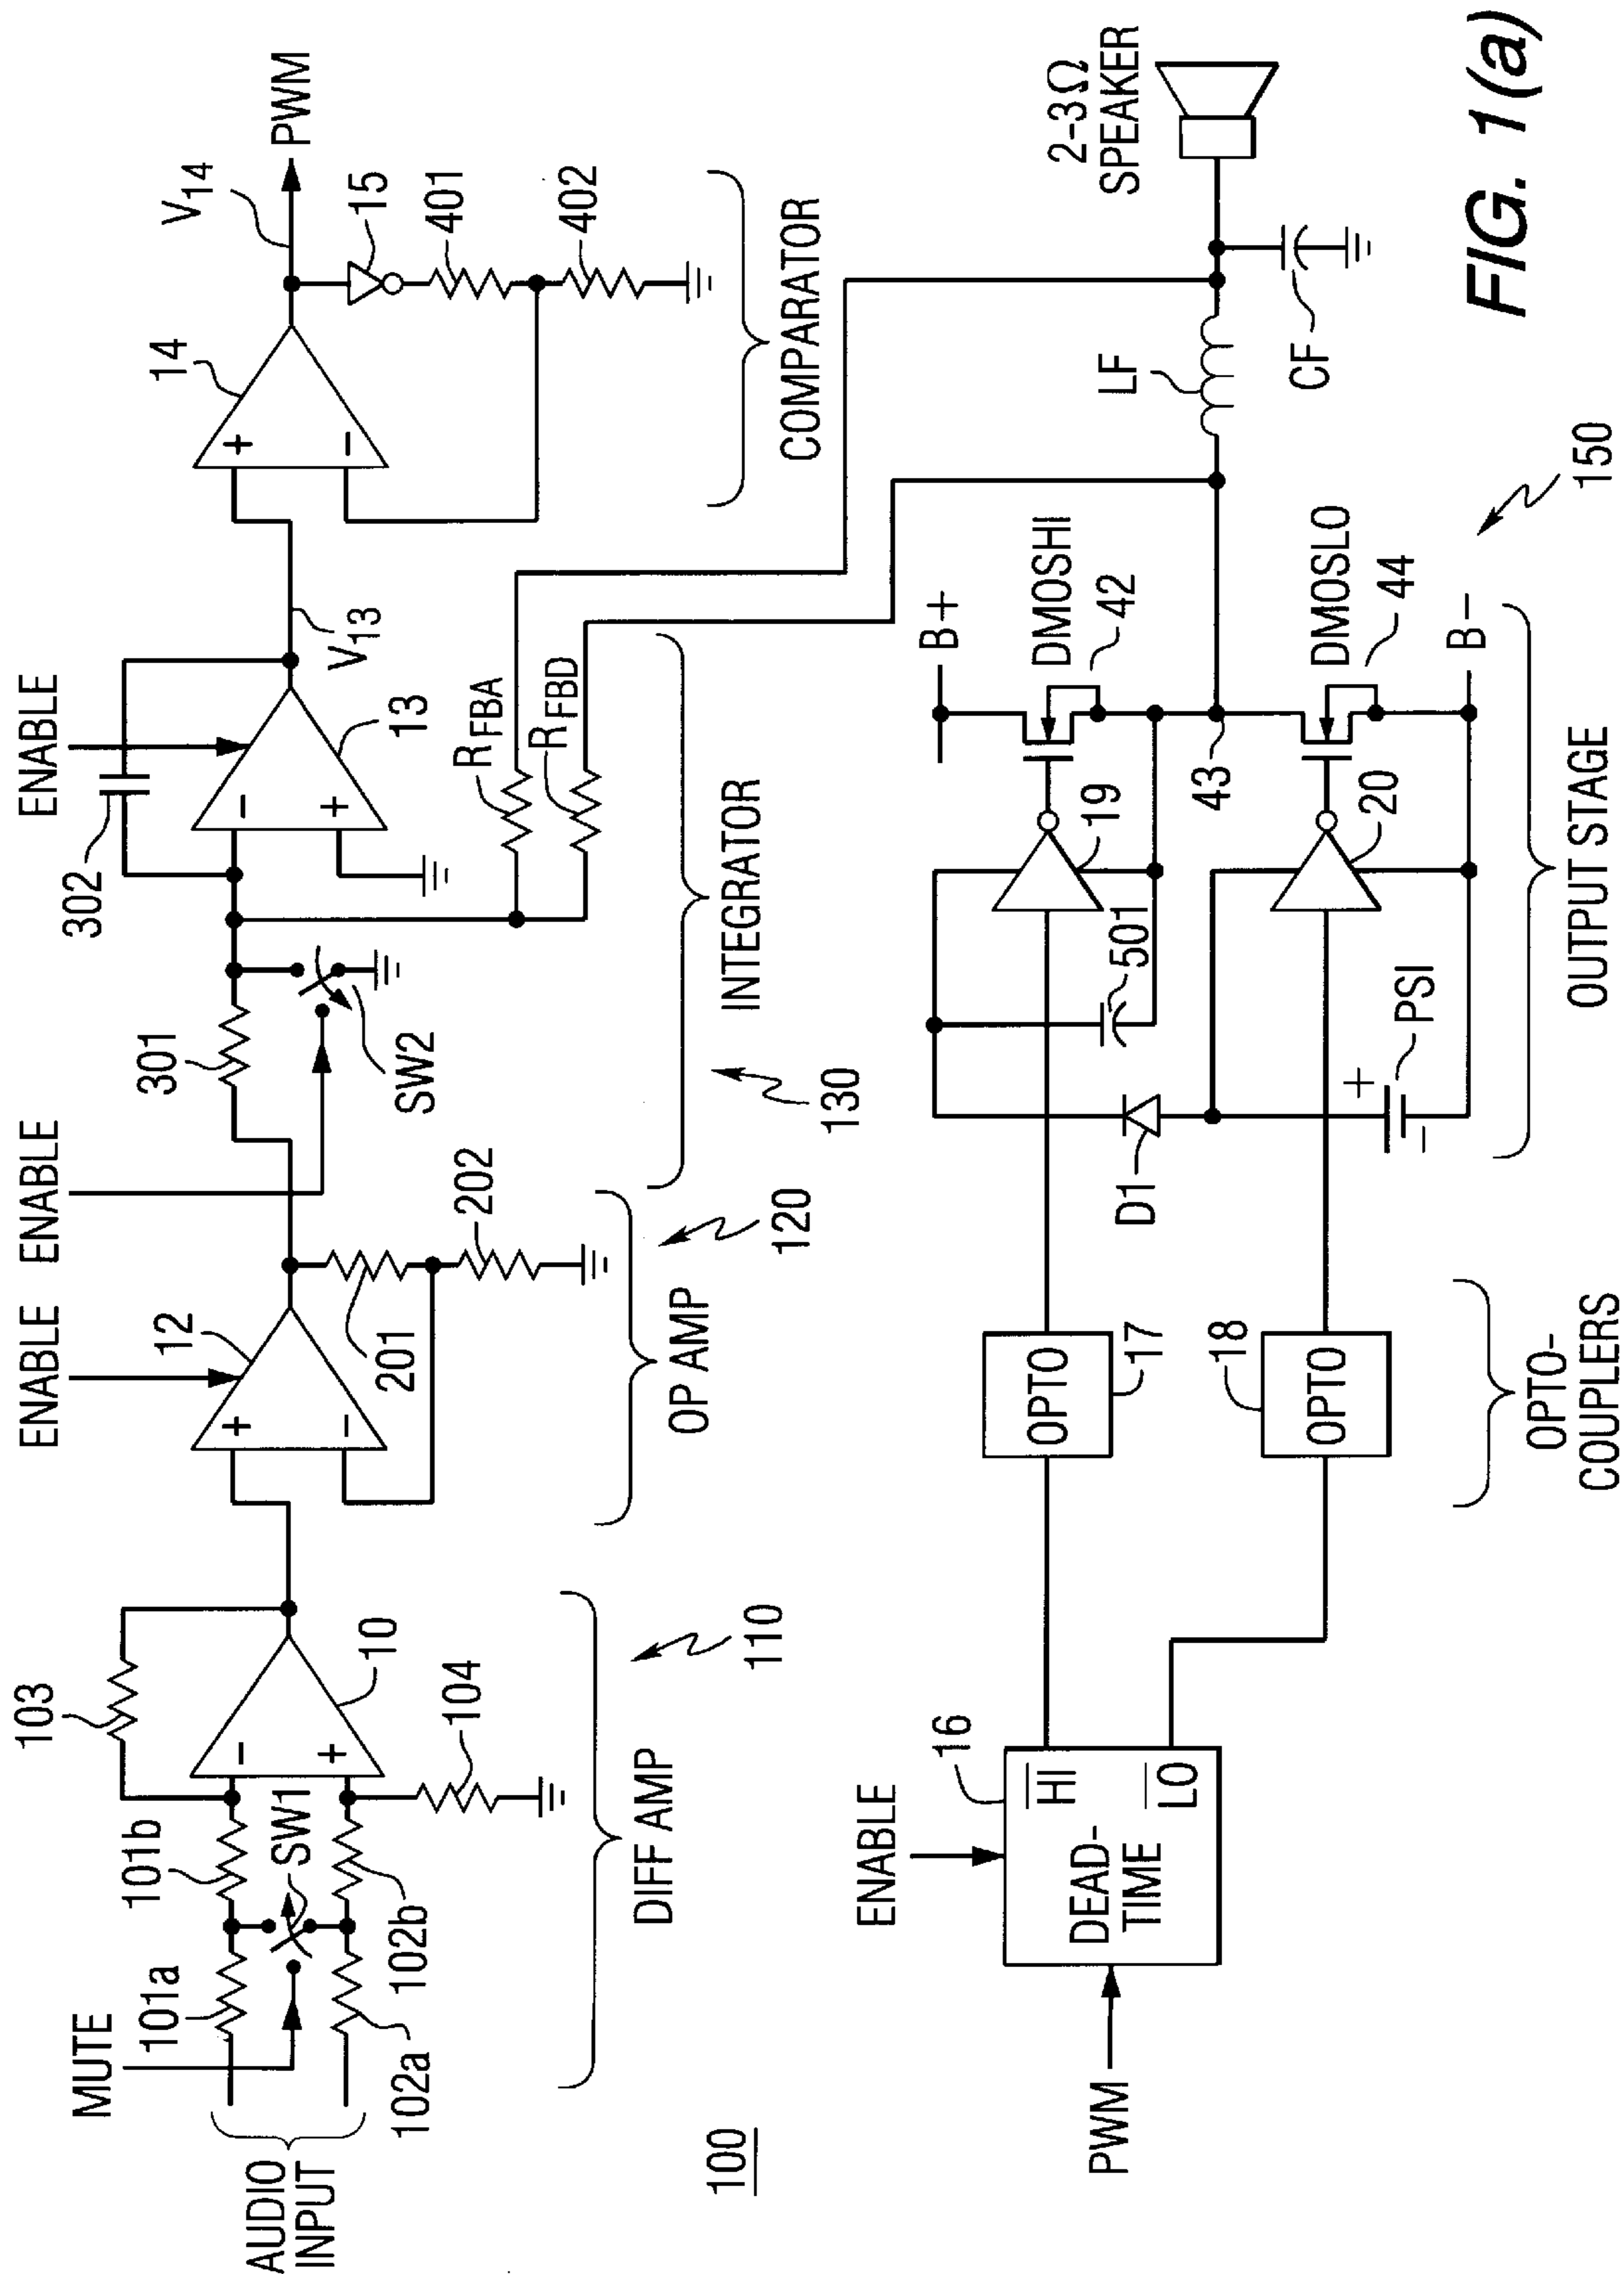 MUTE
AUDIO
INPUT
101a
101b
102a
102b
SW1
103
104
10
DIFF AMP
110
100
ENABLE
12
201
202
OP AMP
120
ENABLE
301
SW2
302
ENABLE
13
V13
RFBA
RFBD
INTEGRATOR
130
14
V14
PWM
15
401
402
COMPARATOR
+
-
+
-
+
-
+
-
PWM
ENABLE
16
DEAD-
TIME
HI
LO
OPTO
17
OPTO
18
OPTO-
COUPLERS
D1
+
-
PSI
501
19
20
B+
DMOSHI
42
43
DMOSLO
44
B-
OUTPUT STAGE
150
LF
CF
2-3Ω
SPEAKER
FIG. 1(a)